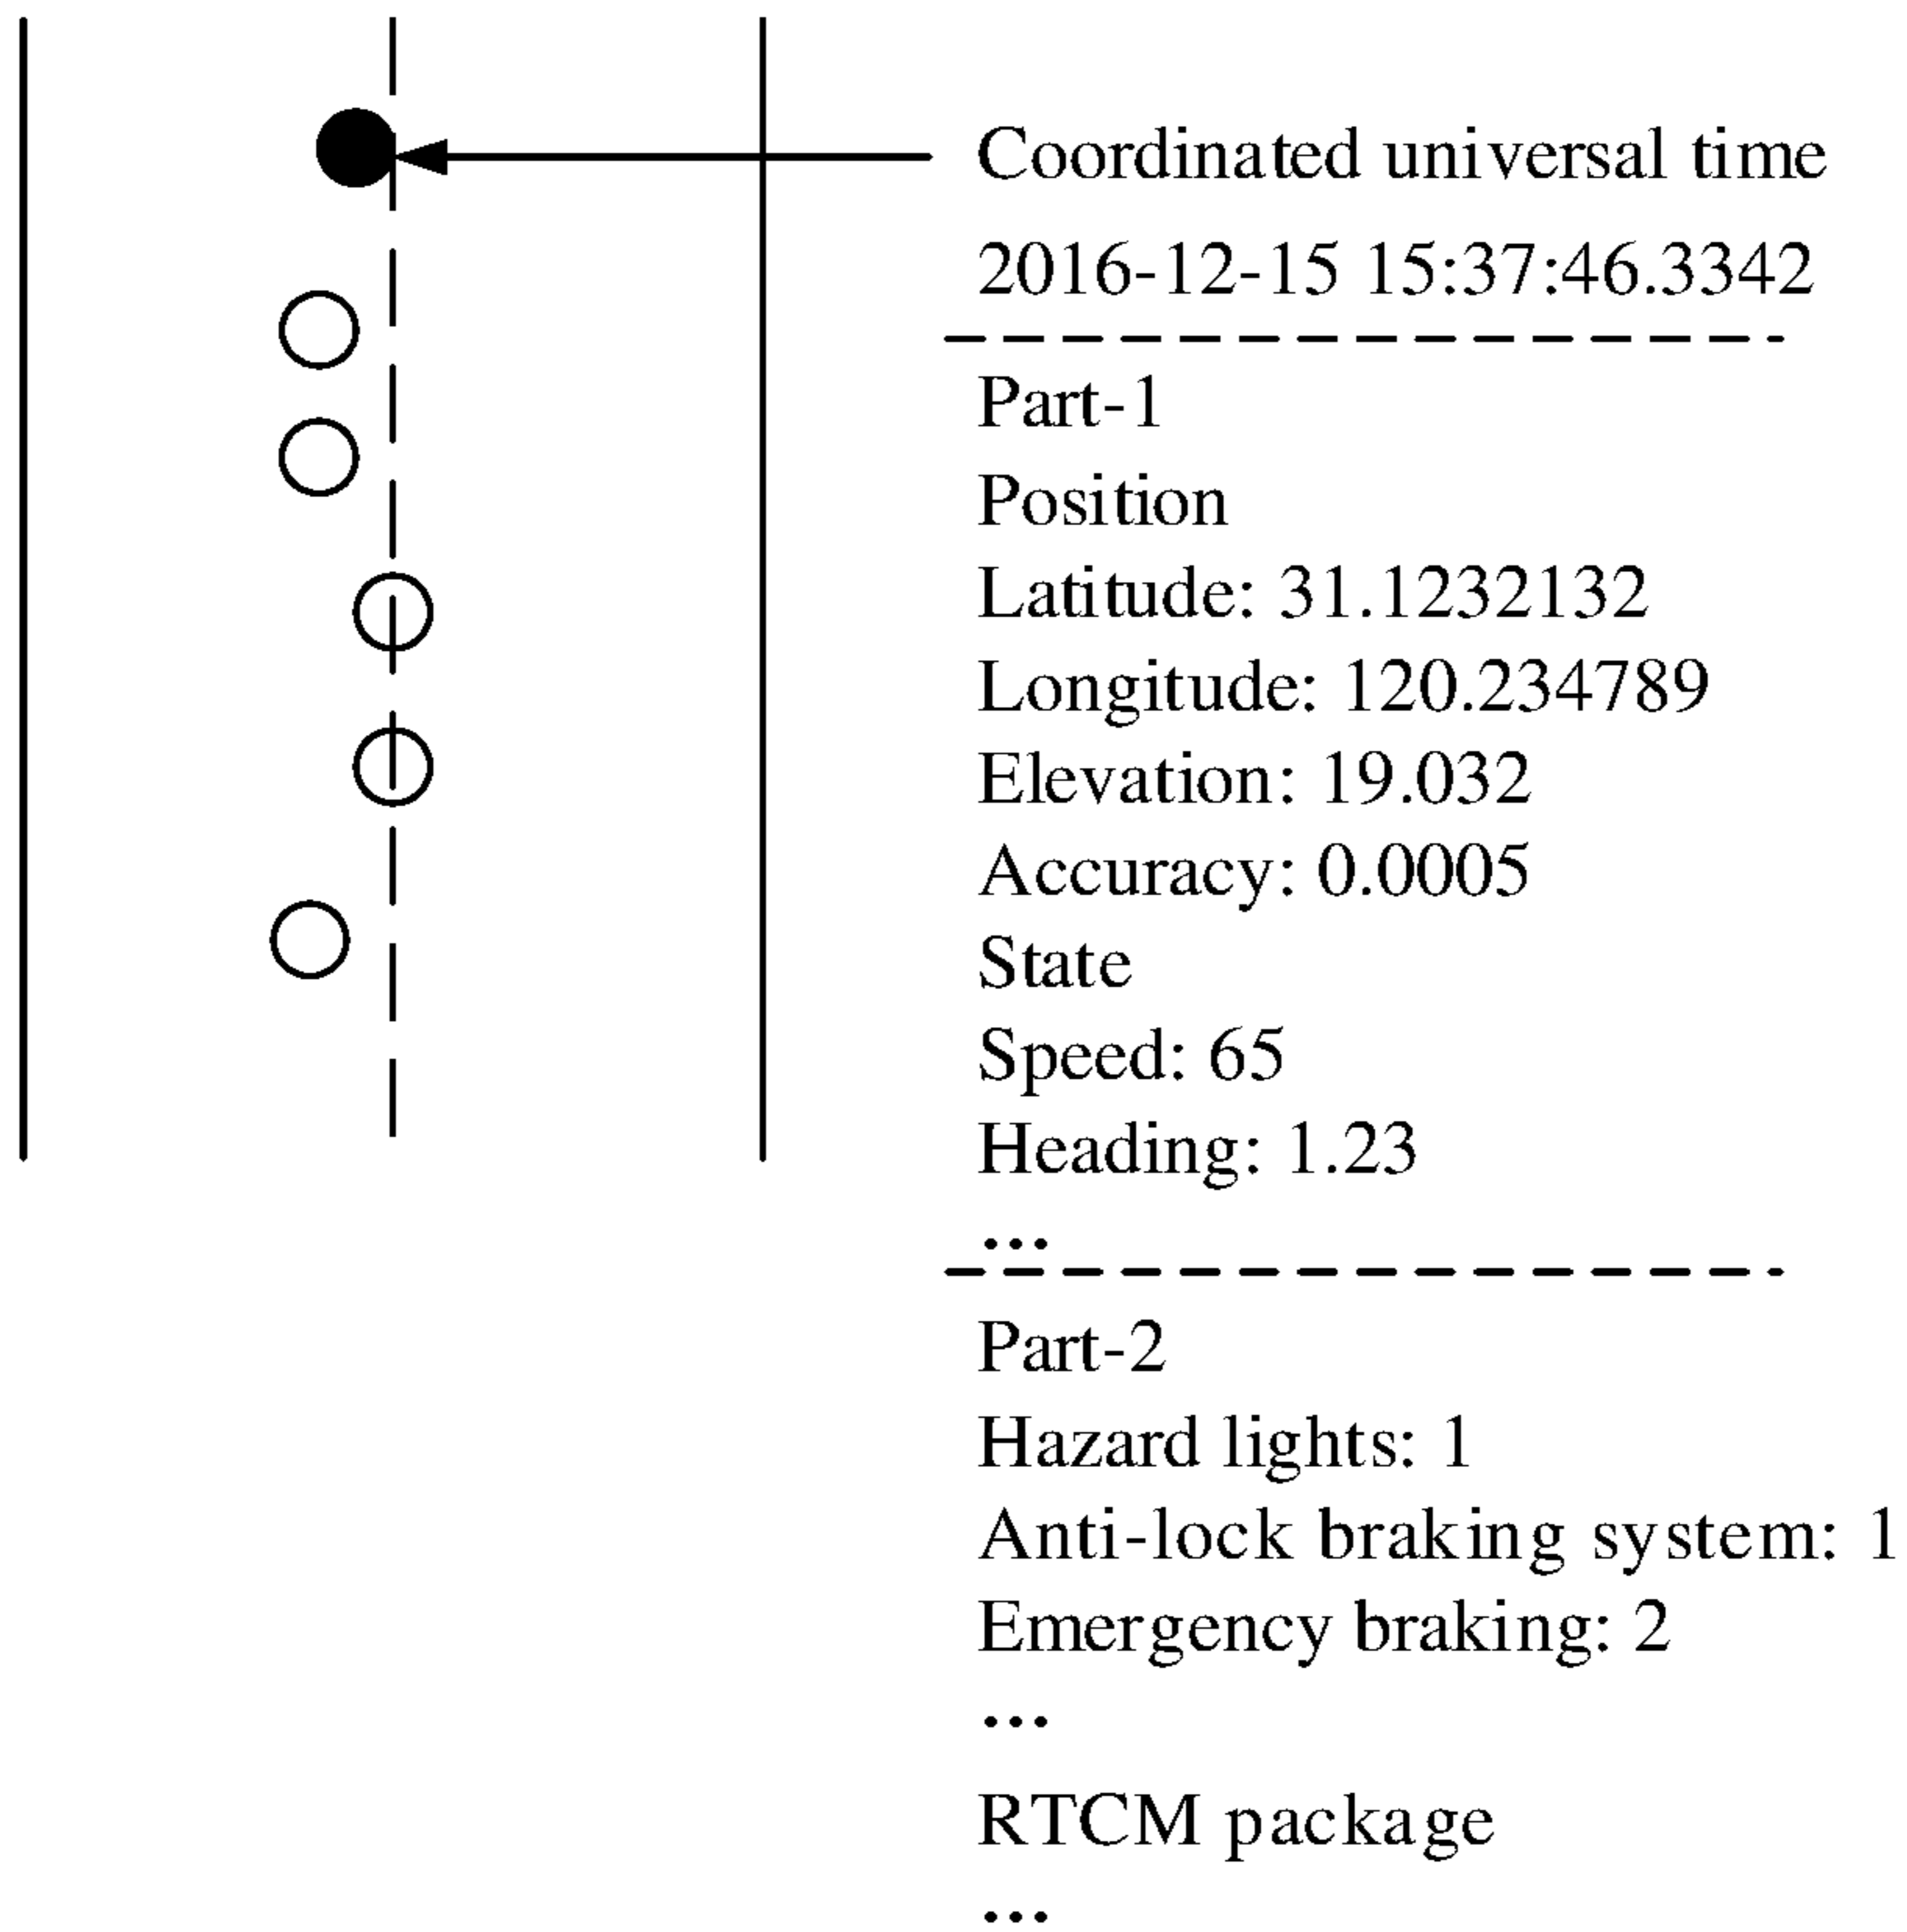 Coordinated universal time
2016-12-15 15:37:46.3342
Part-1
Position
Latitude: 31.1232132
Longitude: 120.234789
Elevation: 19.032
Accuracy: 0.0005
State
Speed: 65
Heading: 1.23
...
Part-2
Hazard lights: 1
Anti-lock braking system: 1
Emergency braking: 2
...
RTCM package
...